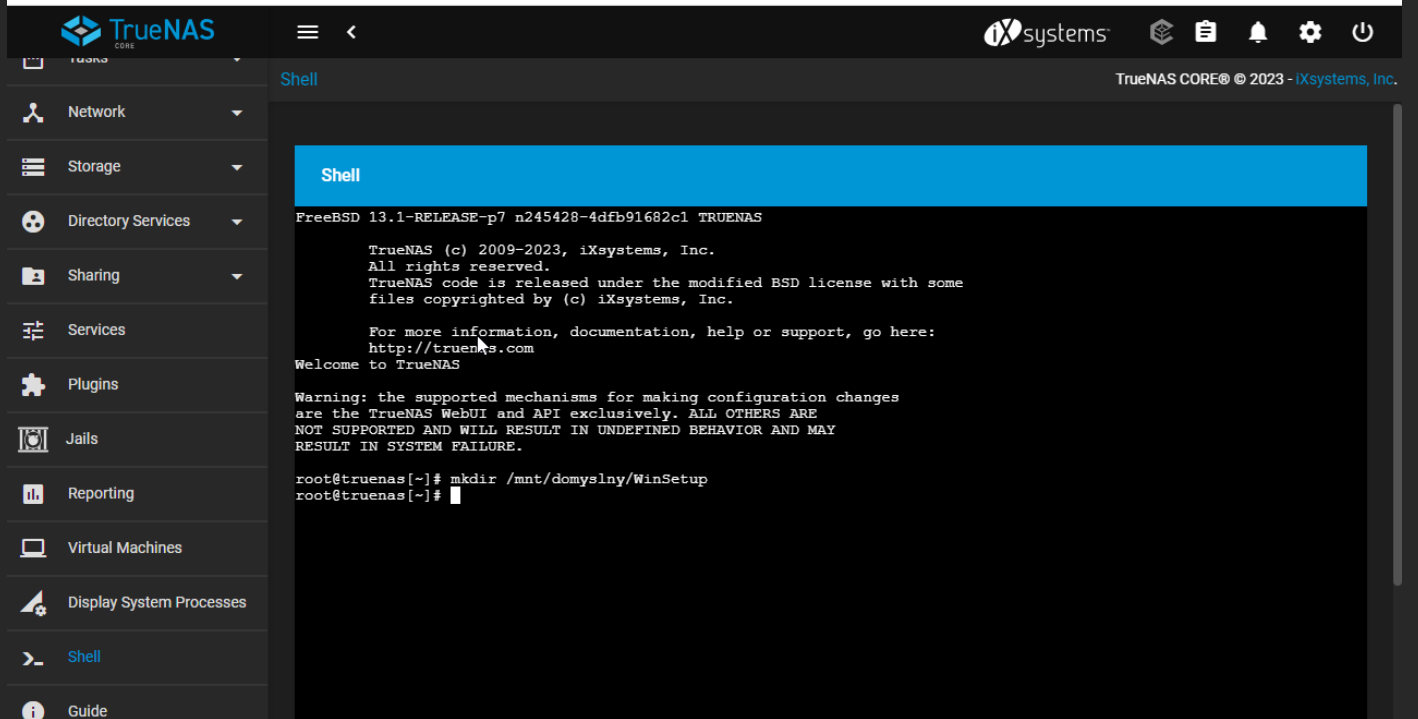 TrueNAS
CORE
iXsystems
Tasks
Shell
TrueNAS CORE® © 2023 - iXsystems, Inc.
Network
Storage
Directory Services
Sharing
Services
Plugins
Jails
Reporting
Virtual Machines
Display System Processes
Shell
Guide
Shell
FreeBSD 13.1-RELEASE-p7 n245428-4dfb91682c1 TRUENAS
TrueNAS (c) 2009-2023, iXsystems, Inc.
All rights reserved.
TrueNAS code is released under the modified BSD license with some
files copyrighted by (c) iXsystems, Inc.
For more information, documentation, help or support, go here:
http://truenas.com
Welcome to TrueNAS
Warning: the supported mechanisms for making configuration changes
are the TrueNAS WebUI and API exclusively. ALL OTHERS ARE
NOT SUPPORTED AND WILL RESULT IN UNDEFINED BEHAVIOR AND MAY
RESULT IN SYSTEM FAILURE.
root@truenas[~]# mkdir /mnt/domyslny/WinSetup
root@truenas[~]#